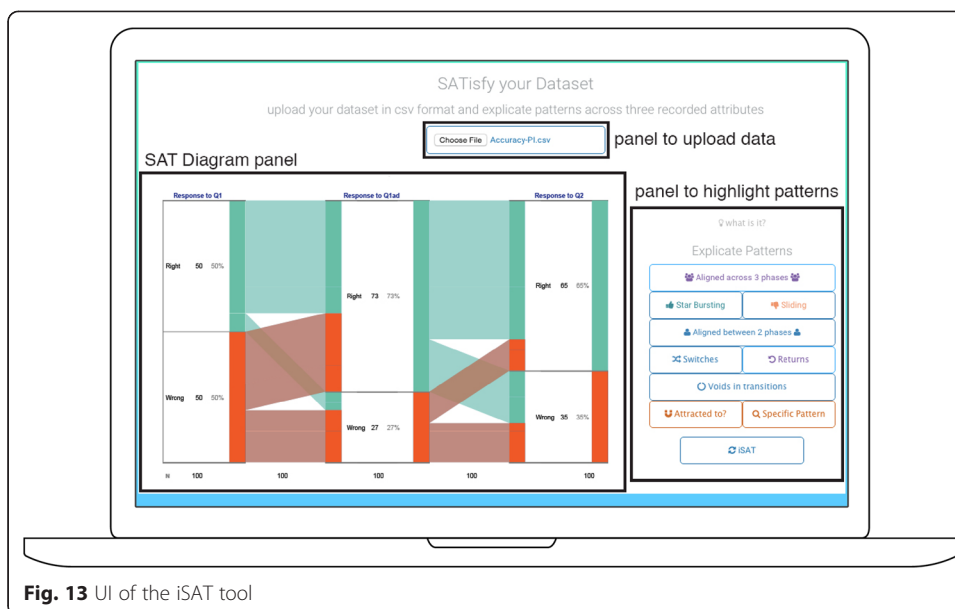 SATisfy your Dataset
upload your dataset in csv format and explicate patterns across three recorded attributes
Choose File Accuracy-PI.csv
panel to upload data
SAT Diagram panel
panel to highlight patterns
Response to Q1 Response to Q1ad Response to Q2
Right 50 50%
Right 73 73%
Right 65 65%
Wrong 50 50%
Wrong 27 27%
Wrong 35 35%
N 100 100 100 100 100
what is it?
Explicate Patterns
Aligned across 3 phases
Star Bursting Sliding
Aligned between 2 phases
Switches Returns
Voids in transitions
Attracted to? Specific Pattern
iSAT
Fig. 13 UI of the iSAT tool